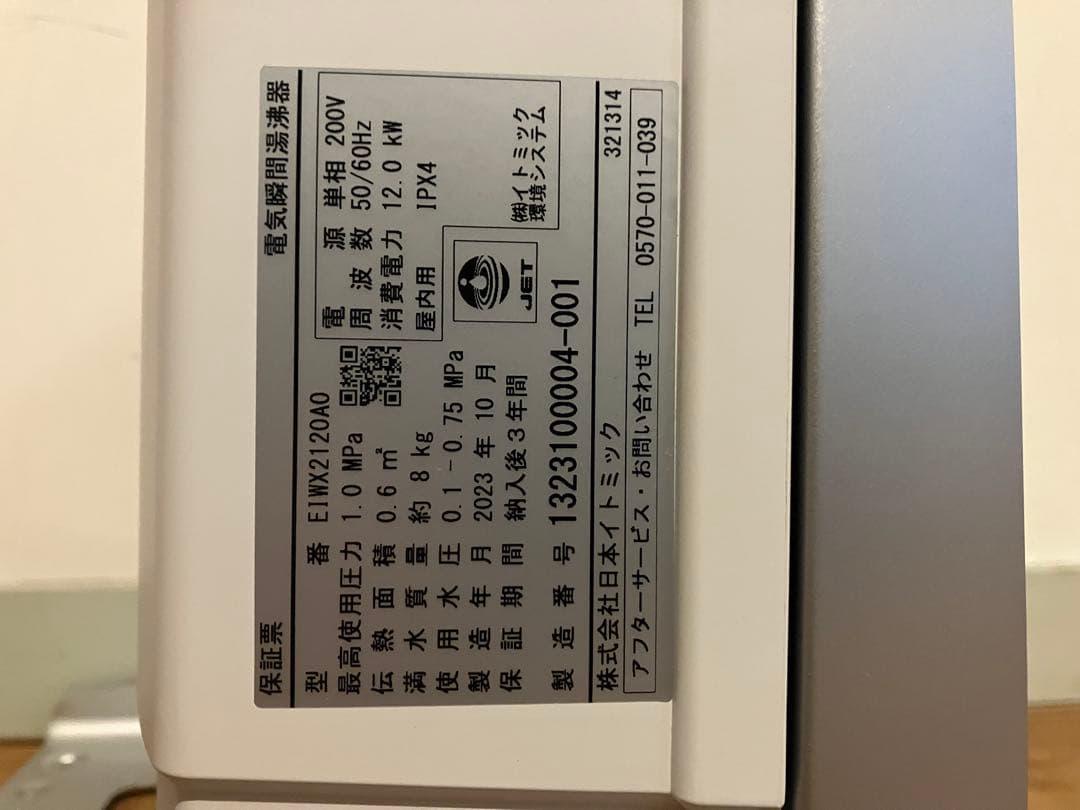 保証票
電気瞬間湯沸器
型番 EIWX2120A0
最高使用圧力 1.0 MPa
伝熱面積 0.6 ㎡
満水質量 約 8 kg
使用水圧 0.1-0.75 MPa
製造年月 2023 年 10 月
保証期間 納入後3年間
製造番号 132310004-001
電源 単相 200V
周波数 50/60Hz
消費電力 12.0 kW
屋内用 IPX4
JET
㈱イトミック
環境システム
株式会社日本イトミック
321314
アフターサービス・お問い合わせ TEL 0570-011-039